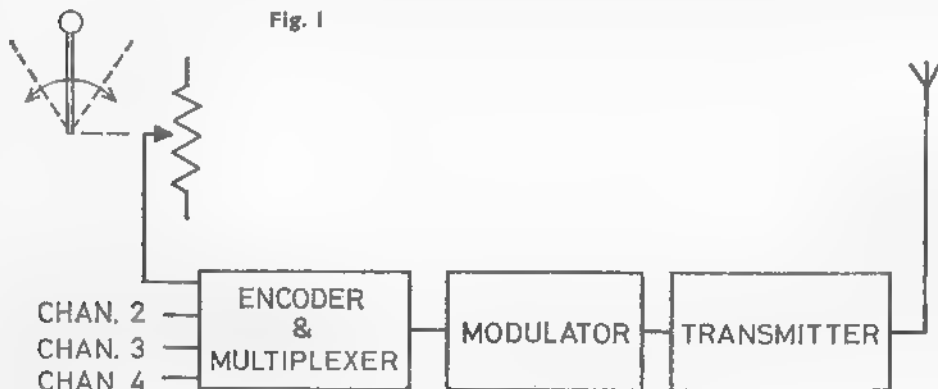 Fig. 1
CHAN. 2
CHAN. 3
CHAN. 4
ENCODER
&
MULTIPLEXER
MODULATOR
TRANSMITTER